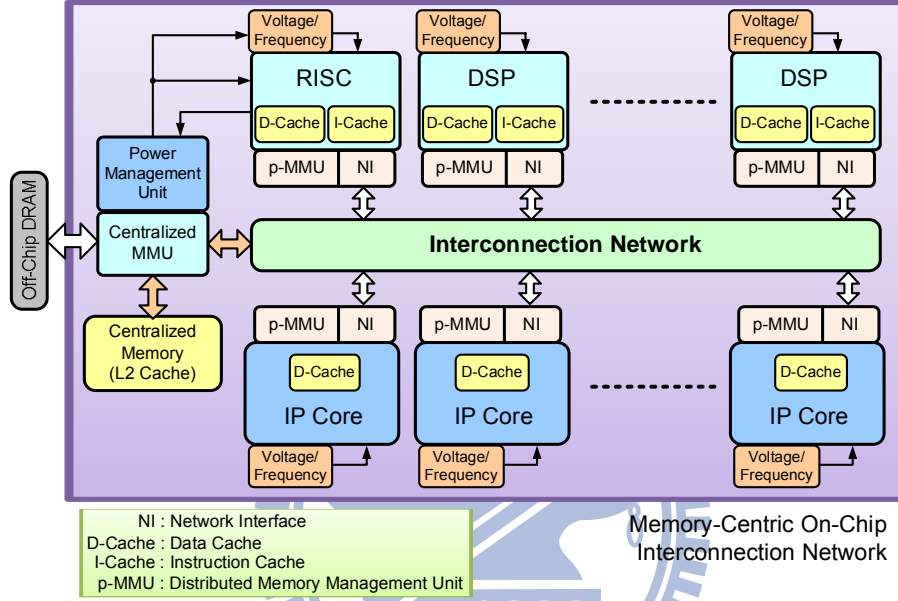 Voltage/
Frequency
Voltage/
Frequency
Voltage/
Frequency
RISC
DSP
DSP
D-Cache
I-Cache
D-Cache
I-Cache
D-Cache
I-Cache
p-MMU
NI
p-MMU
NI
p-MMU
NI
Power
Management
Unit
Off-Chip DRAM
Centralized
MMU
Interconnection Network
Centralized
Memory
(L2 Cache)
p-MMU
NI
p-MMU
NI
p-MMU
NI
D-Cache
D-Cache
D-Cache
IP Core
IP Core
IP Core
Voltage/
Frequency
Voltage/
Frequency
Voltage/
Frequency
NI : Network Interface
D-Cache : Data Cache
I-Cache : Instruction Cache
p-MMU : Distributed Memory Management Unit
Memory-Centric On-Chip
Interconnection Network